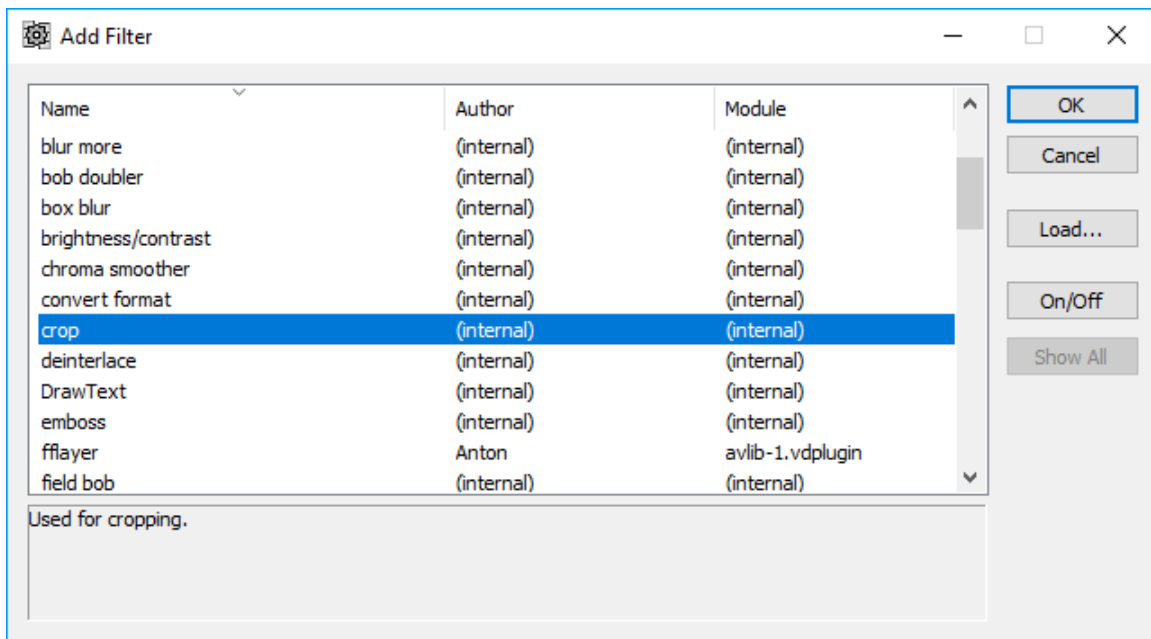 Add Filter
Name Author Module
blur more (internal) (internal)
bob doubler (internal) (internal)
box blur (internal) (internal)
brightness/contrast (internal) (internal)
chroma smoother (internal) (internal)
convert format (internal) (internal)
crop (internal) (internal)
deinterlace (internal) (internal)
DrawText (internal) (internal)
emboss (internal) (internal)
fflayer Anton avlib-1.vdplugin
field bob (internal) (internal)
OK
Cancel
Load...
On/Off
Show All
Used for cropping.